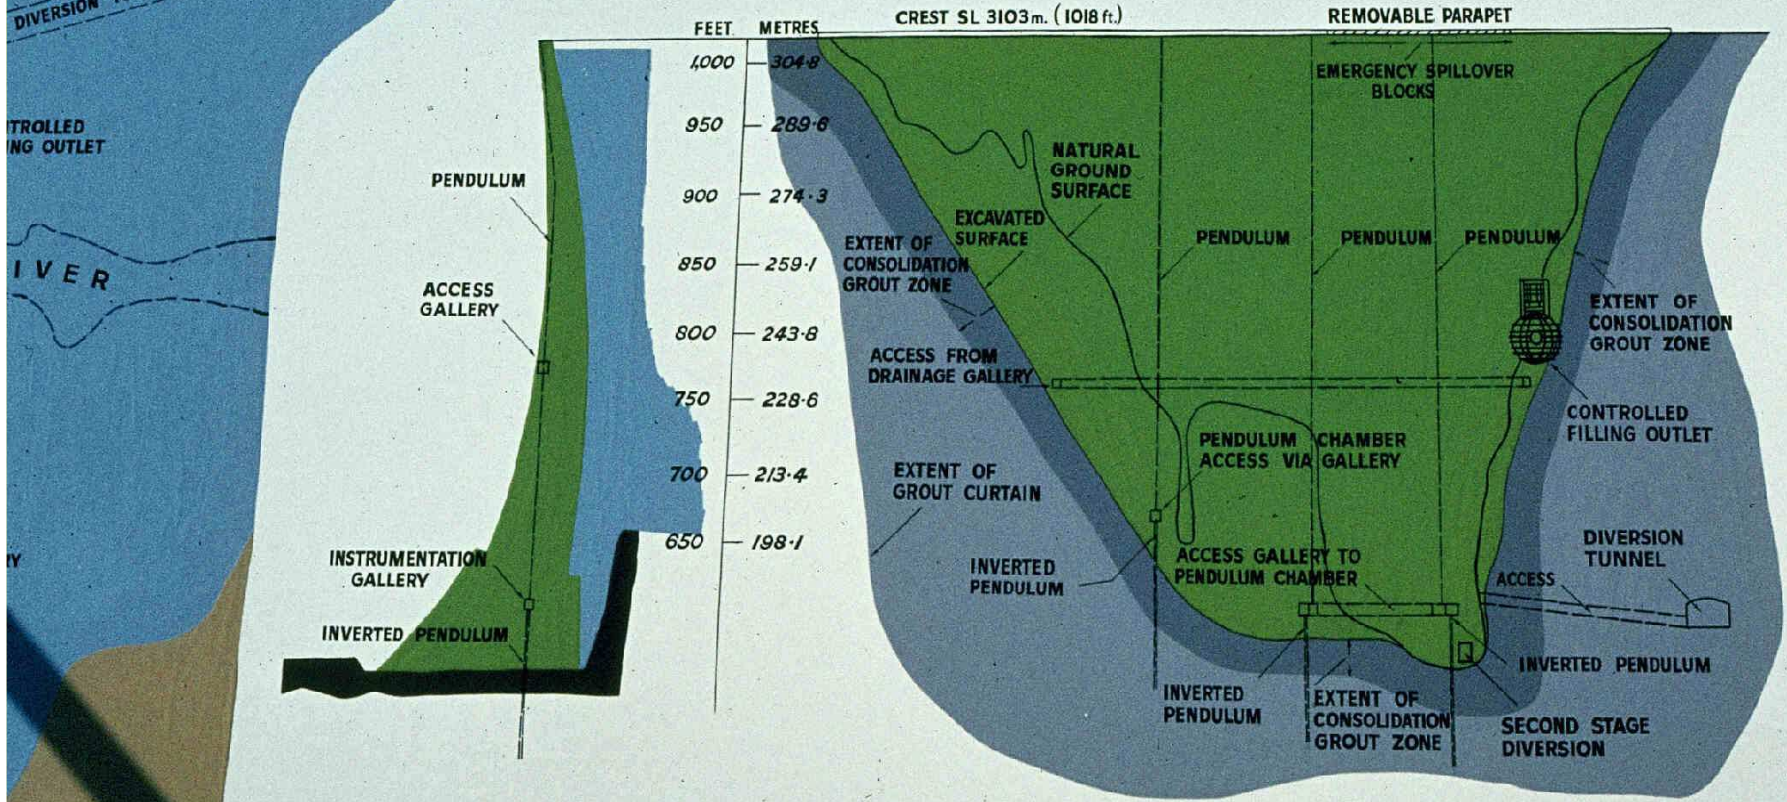 DIVERSION
TROLLED
NG OUTLET
IVER
RY
PENDULUM
ACCESS
GALLERY
INSTRUMENTATION
GALLERY
INVERTED PENDULUM
FEET METRES
1,000 304·8
950 289·6
900 274·3
850 259·1
800 243·8
750 228·6
700 213·4
650 198·1
CREST SL 3103m. (1018 ft.)
REMOVABLE PARAPET
EMERGENCY SPILLOVER
BLOCKS
NATURAL
GROUND
SURFACE
EXCAVATED
SURFACE
EXTENT OF
CONSOLIDATION
GROUT ZONE
PENDULUM
PENDULUM
PENDULUM
EXTENT OF
CONSOLIDATION
GROUT ZONE
ACCESS FROM
DRAINAGE GALLERY
CONTROLLED
FILLING OUTLET
PENDULUM CHAMBER
ACCESS VIA GALLERY
EXTENT OF
GROUT CURTAIN
INVERTED
PENDULUM
ACCESS GALLERY TO
PENDULUM CHAMBER
DIVERSION
TUNNEL
ACCESS
INVERTED PENDULUM
INVERTED
PENDULUM
EXTENT OF
CONSOLIDATION
GROUT ZONE
SECOND STAGE
DIVERSION